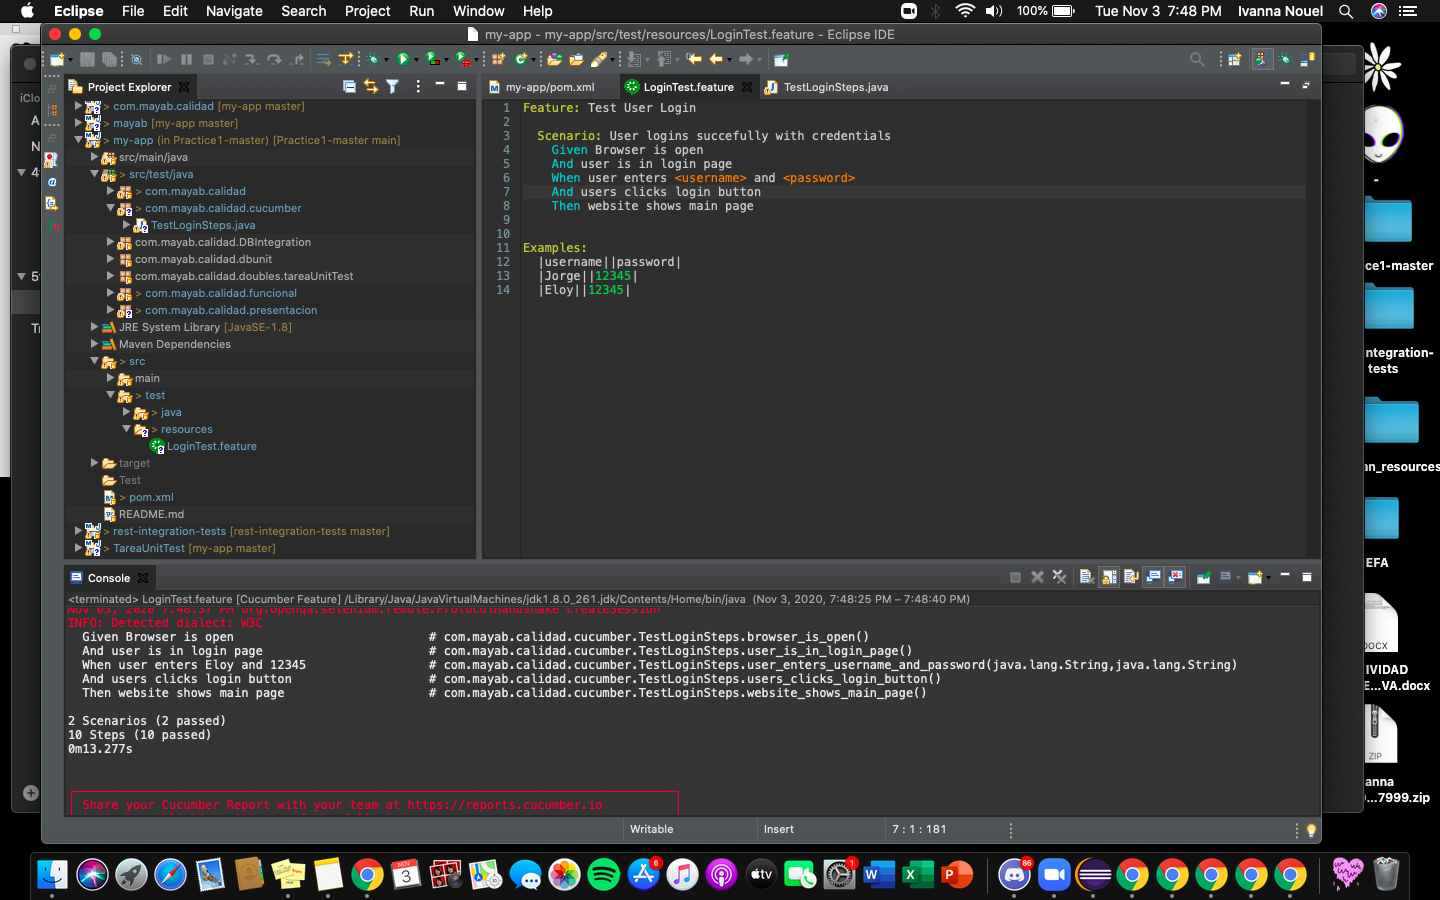 Eclipse File Edit Navigate Search Project Run Window Help 100% Tue Nov 3 7:48 PM Ivanna Nouel
my-app - my-app/src/test/resources/LoginTest.feature - Eclipse IDE
Project Explorer
my-app/pom.xml LoginTest.feature TestLoginSteps.java
> com.mayab.calidad [my-app master]
> mayab [my-app master]
> my-app (in Practice1-master) [Practice1-master main]
src/main/java
> src/test/java
> com.mayab.calidad
> com.mayab.calidad.cucumber
TestLoginSteps.java
com.mayab.calidad.DBIntegration
com.mayab.calidad.dbunit
com.mayab.calidad.doubles.tareaUnitTest
> com.mayab.calidad.funcional
> com.mayab.calidad.presentacion
JRE System Library [JavaSE-1.8]
Maven Dependencies
> src
main
> test
> java
> resources
LoginTest.feature
target
Test
> pom.xml
README.md
> rest-integration-tests [rest-integration-tests master]
> TareaUnitTest [my-app master]
1 Feature: Test User Login
2
3 Scenario: User logins succefully with credentials
4 Given Browser is open
5 And user is in login page
6 When user enters <username> and <password>
7 And users clicks login button
8 Then website shows main page
9
10
11 Examples:
12 |username||password|
13 |Jorge||12345|
14 |Eloy||12345|
Console
<terminated> LoginTest.feature [Cucumber Feature] /Library/Java/JavaVirtualMachines/jdk1.8.0_261.jdk/Contents/Home/bin/java (Nov 3, 2020, 7:48:25 PM – 7:48:40 PM)
Nov 03, 2020 7:48:37 PM org.openqa.selenium.remote.ProtocolHandshake createSession
INFO: Detected dialect: W3C
Given Browser is open # com.mayab.calidad.cucumber.TestLoginSteps.browser_is_open()
And user is in login page # com.mayab.calidad.cucumber.TestLoginSteps.user_is_in_login_page()
When user enters Eloy and 12345 # com.mayab.calidad.cucumber.TestLoginSteps.user_enters_username_and_password(java.lang.String,java.lang.String)
And users clicks login button # com.mayab.calidad.cucumber.TestLoginSteps.users_clicks_login_button()
Then website shows main page # com.mayab.calidad.cucumber.TestLoginSteps.website_shows_main_page()
2 Scenarios (2 passed)
10 Steps (10 passed)
0m13.277s
Share your Cucumber Report with your team at https://reports.cucumber.io
Writable Insert 7 : 1 : 181
iClo
A
N
4
5
T
-
ce1-master
ntegration-
tests
an_resources
EFA
DOCX
IVIDAD
E...VA.docx
ZIP
anna
...7999.zip
NOV
3
6
tv
1
W
X
P
86